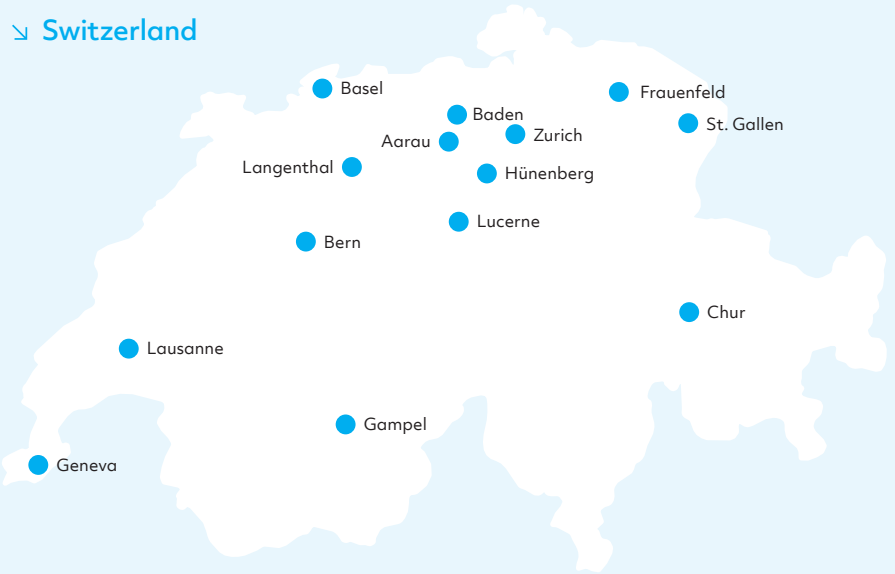 Switzerland
Basel
Frauenfeld
Baden
St. Gallen
Zurich
Aarau
Langenthal
Hünenberg
Lucerne
Bern
Chur
Lausanne
Gampel
Geneva